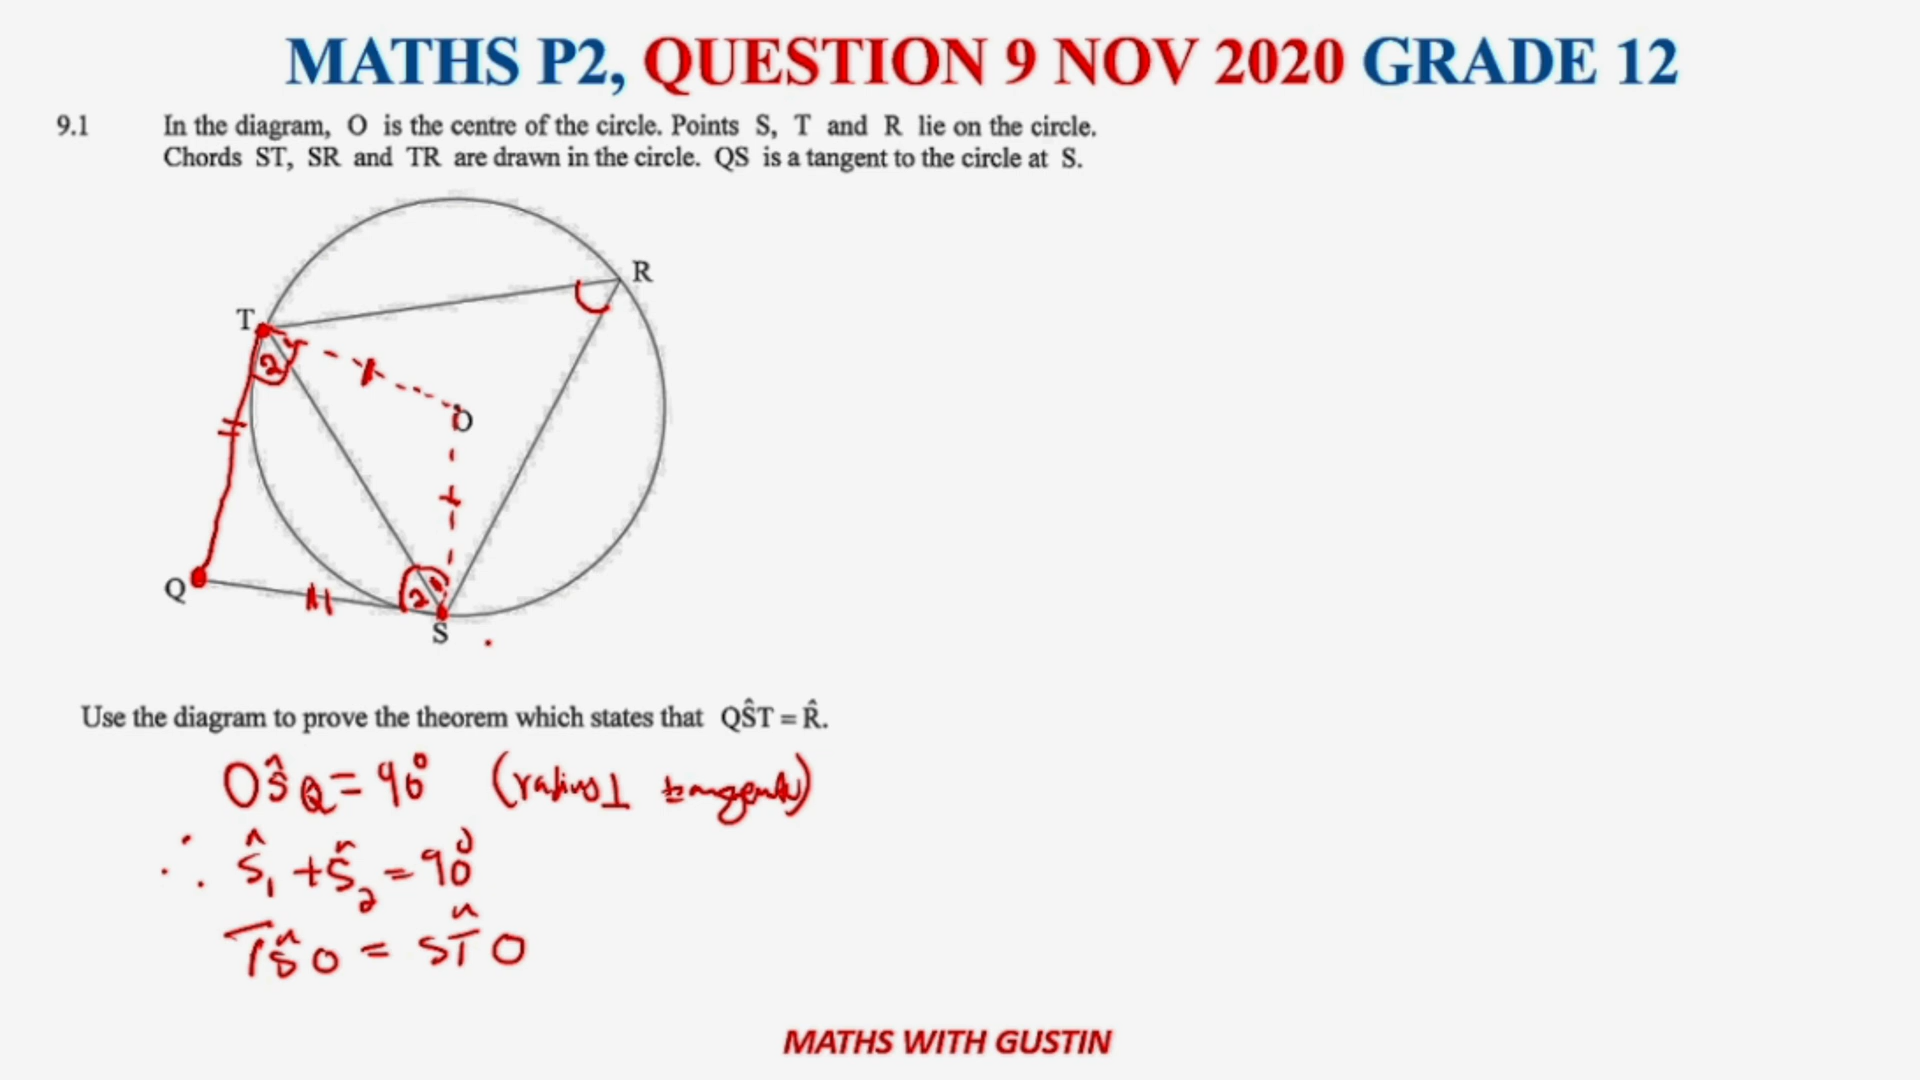 MATHS P2, QUESTION 9 NOV 2020 GRADE 12
9.1 In the diagram, O is the centre of the circle. Points S, T and R lie on the circle.
Chords ST, SR and TR are drawn in the circle. QS is a tangent to the circle at S.
R
T
2
O
Q
2
S
Use the diagram to prove the theorem which states that QŜT = R̂.
OŜQ = 90° (radius ⊥ tangent)
∴ Ŝ₁ + Ŝ₂ = 90°
TŜO = ST̂O
MATHS WITH GUSTIN